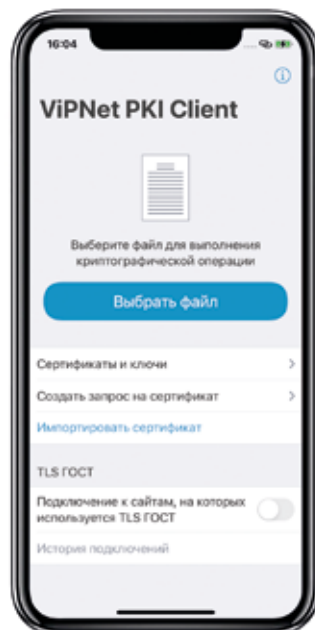 16:04
ViPNet PKI Client
Выберите файл для выполнения
криптографической операции
Выбрать файл
Сертификаты и ключи
Создать запрос на сертификат
Импортировать сертификат
TLS ГОСТ
Подключение к сайтам, на которых
используется TLS ГОСТ
История подключений